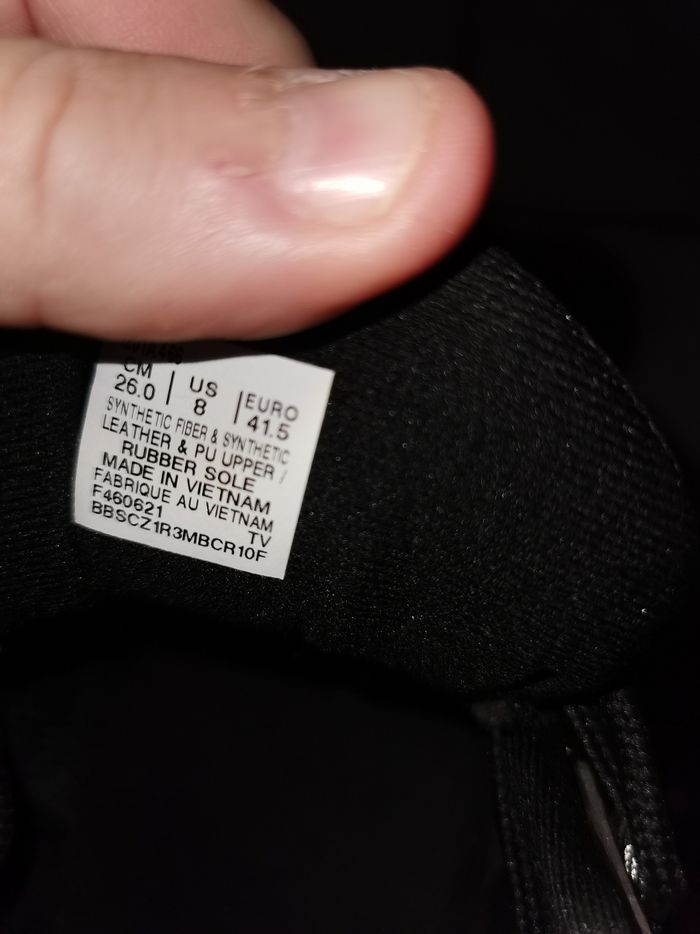 CM | US | EURO
26.0 8 41.5
SYNTHETIC FIBER & SYNTHETIC
LEATHER & PU UPPER /
RUBBER SOLE
MADE IN VIETNAM
FABRIQUE AU VIETNAM
F460621 TV
BBSCZ1R3MBCR10F